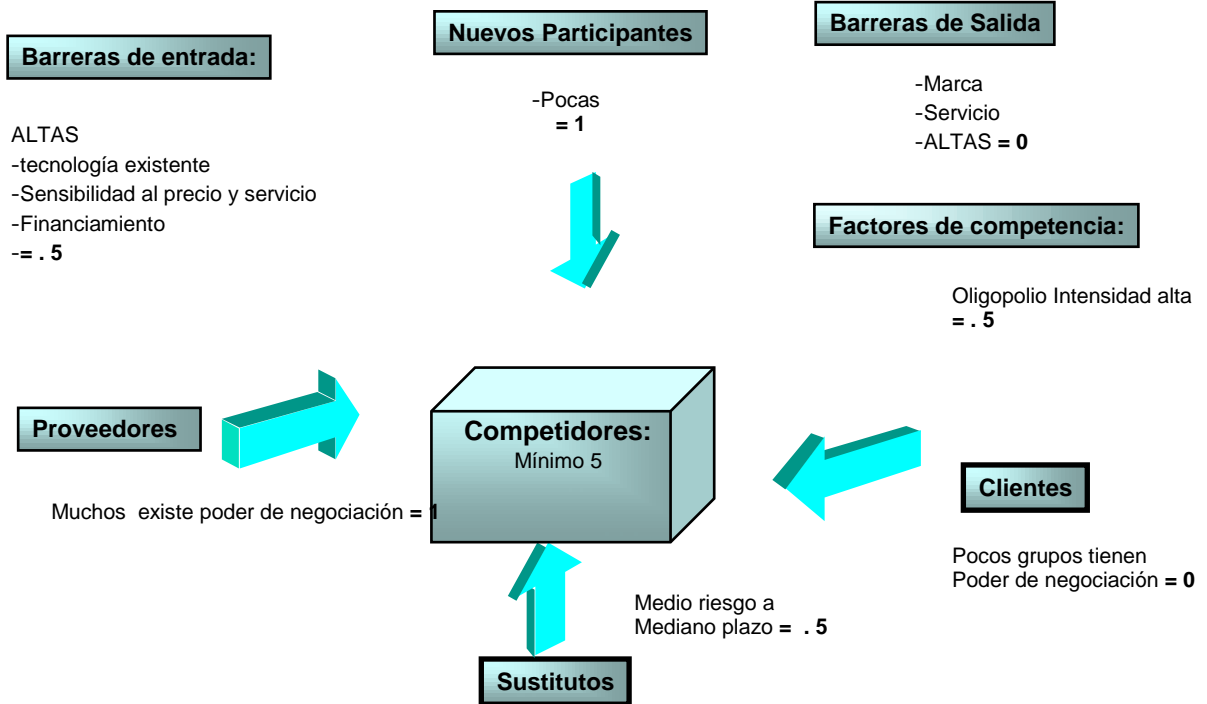 Barreras de entrada:
ALTAS
-tecnología existente
-Sensibilidad al precio y servicio
-Financiamiento
-= . 5
Nuevos Participantes
-Pocas
= 1
Barreras de Salida
-Marca
-Servicio
-ALTAS = 0
Factores de competencia:
Oligopolio Intensidad alta
= . 5
Proveedores
Muchos existe poder de negociación = 1
Competidores:
Mínimo 5
Clientes
Pocos grupos tienen
Poder de negociación = 0
Medio riesgo a
Mediano plazo = . 5
Sustitutos